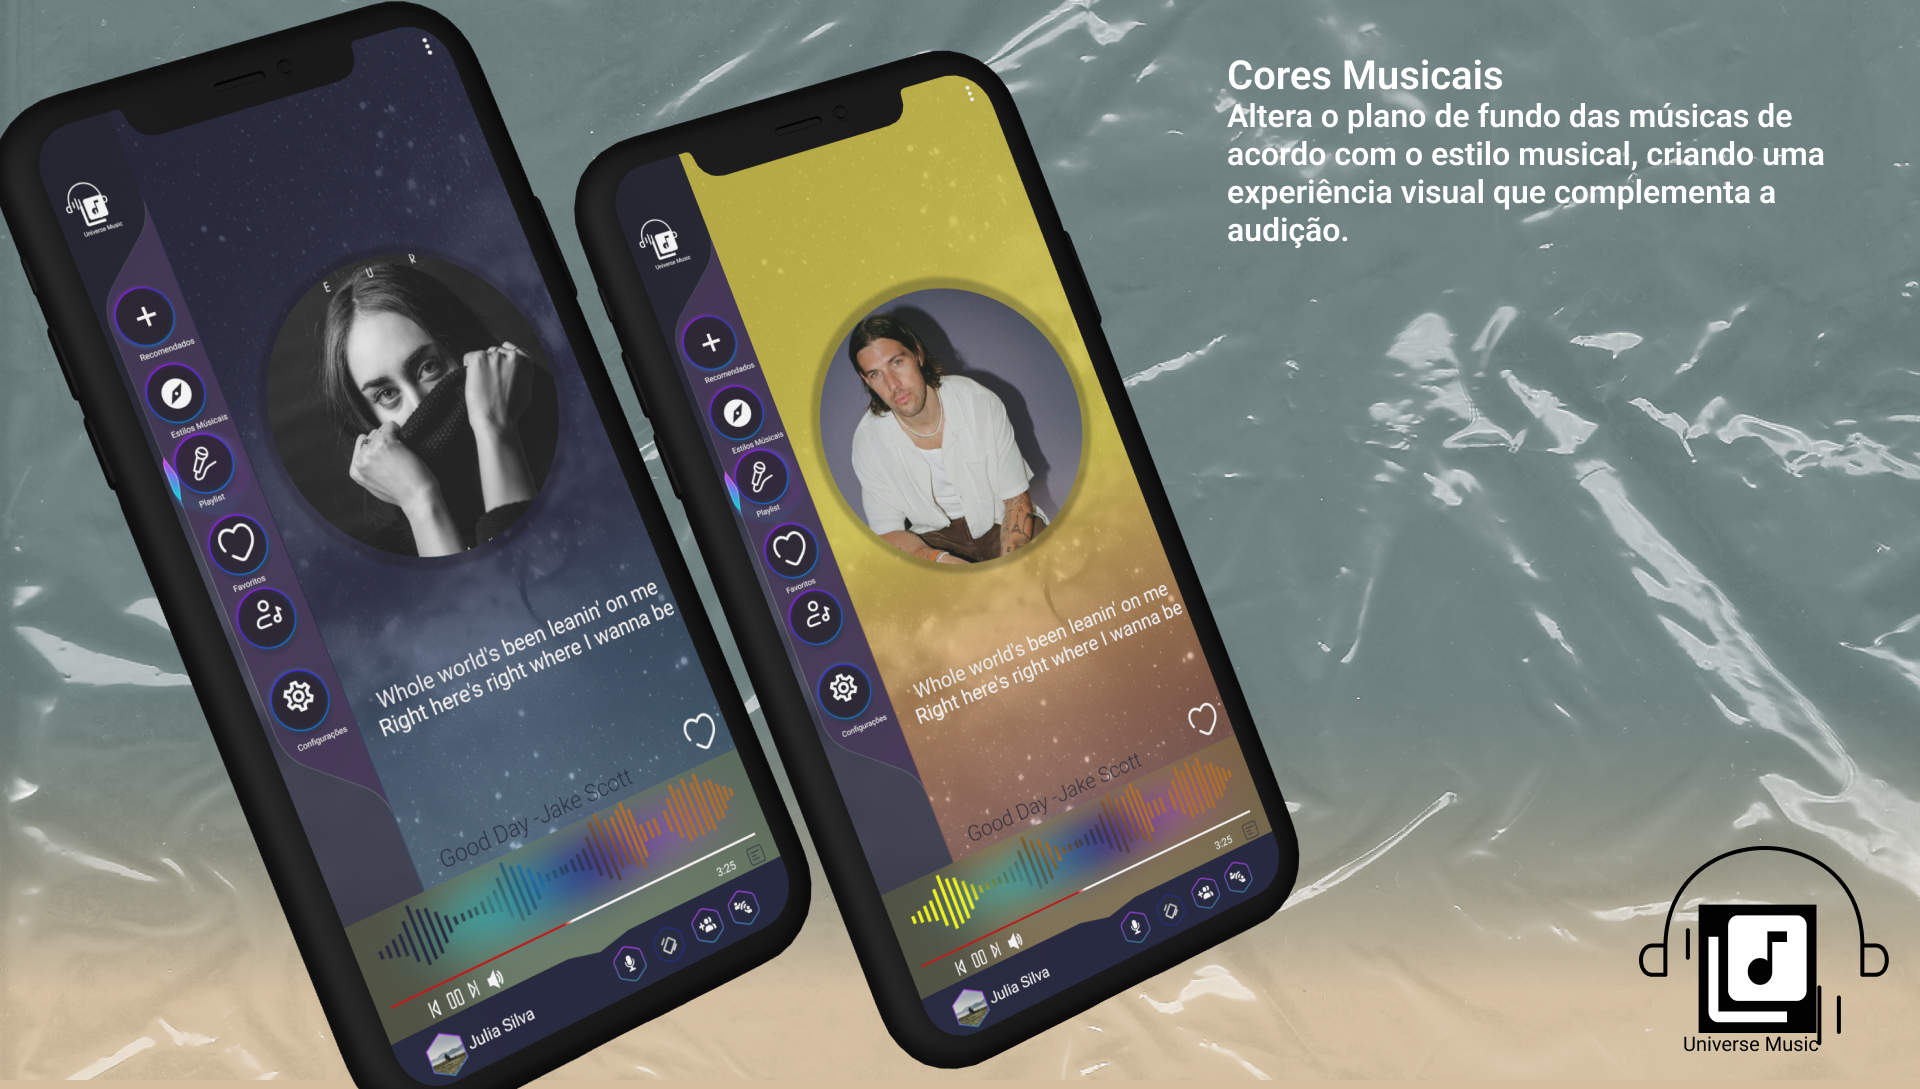 Cores Musicais
Altera o plano de fundo das músicas de
acordo com o estilo musical, criando uma
experiência visual que complementa a
audição.
Universe Music
Recomendados
Estilos Músicais
Playlist
Favoritos
Configurações
E U R
Whole world's been leanin' on me
Right here's right where I wanna be
Good Day -Jake Scott
3:25
Julia Silva
Universe Music
Recomendados
Estilos Músicais
Playlist
Favoritos
Configurações
Whole world's been leanin' on me
Right here's right where I wanna be
Good Day -Jake Scott
3:25
Julia Silva
Universe Music